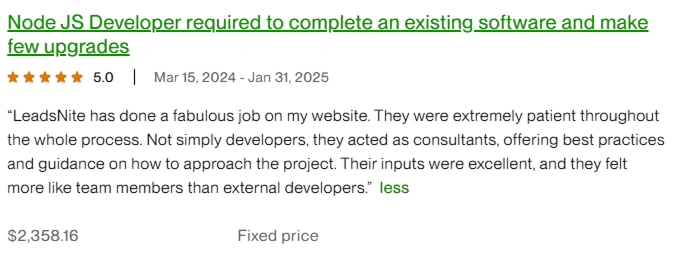 Node JS Developer required to complete an existing software and make
few upgrades
5.0 | Mar 15, 2024 - Jan 31, 2025
“LeadsNite has done a fabulous job on my website. They were extremely patient throughout
the whole process. Not simply developers, they acted as consultants, offering best practices
and guidance on how to approach the project. Their inputs were excellent, and they felt
more like team members than external developers.” less
$2,358.16 Fixed price